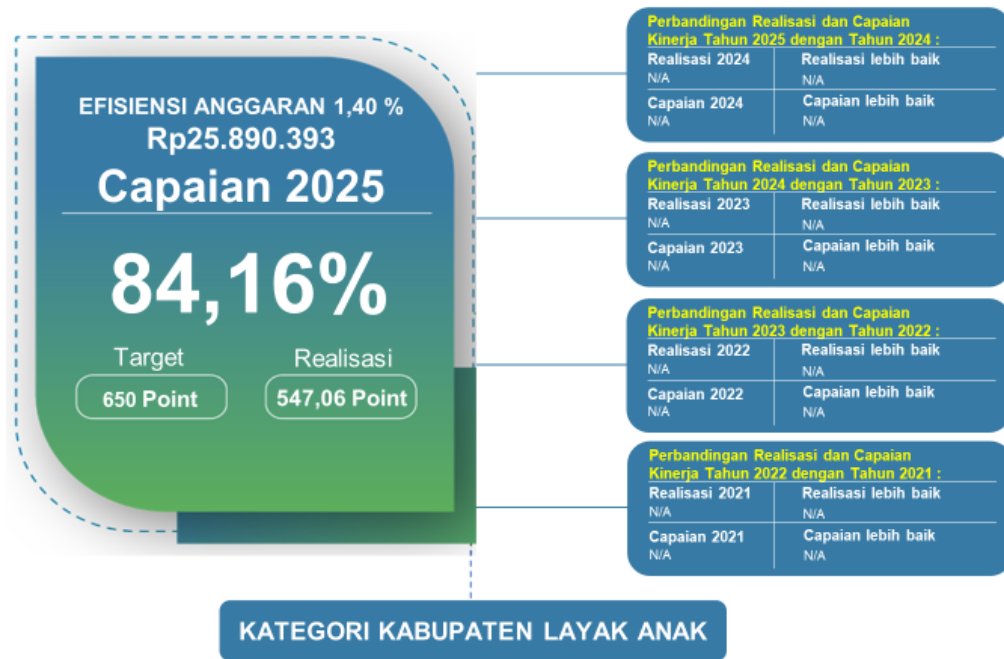 EFISIENSI ANGGARAN 1,40 %
Rp25.890.393
Capaian 2025
84,16%
Target
Realisasi
650 Point
547,06 Point
Perbandingan Realisasi dan Capaian
Kinerja Tahun 2025 dengan Tahun 2024 :
Realisasi 2024
Realisasi lebih baik
N/A
N/A
Capaian 2024
Capaian lebih baik
N/A
N/A
Perbandingan Realisasi dan Capaian
Kinerja Tahun 2024 dengan Tahun 2023 :
Realisasi 2023
Realisasi lebih baik
N/A
N/A
Capaian 2023
Capaian lebih baik
N/A
N/A
Perbandingan Realisasi dan Capaian
Kinerja Tahun 2023 dengan Tahun 2022 :
Realisasi 2022
Realisasi lebih baik
N/A
N/A
Capaian 2022
Capaian lebih baik
N/A
N/A
Perbandingan Realisasi dan Capaian
Kinerja Tahun 2022 dengan Tahun 2021 :
Realisasi 2021
Realisasi lebih baik
N/A
N/A
Capaian 2021
Capaian lebih baik
N/A
N/A
KATEGORI KABUPATEN LAYAK ANAK